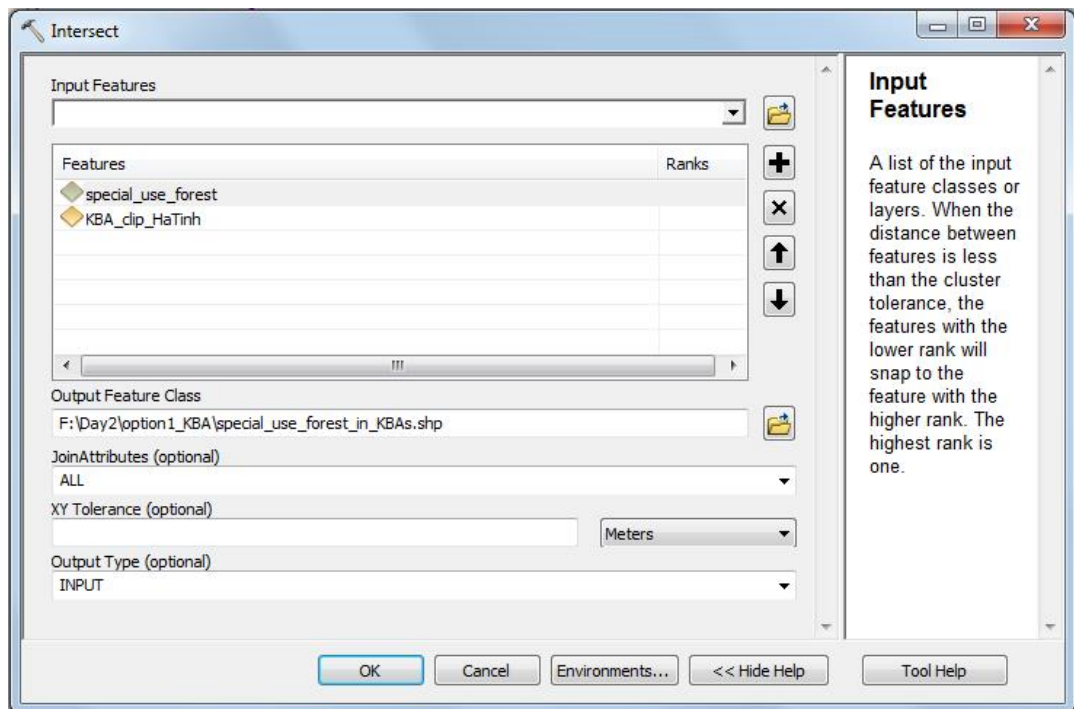 Intersect
Input Features
Features Ranks
special_use_forest
KBA_clip_HaTinh
Output Feature Class
F:\Day2\option1_KBA\special_use_forest_in_KBAs.shp
JoinAttributes (optional)
ALL
XY Tolerance (optional)
Meters
Output Type (optional)
INPUT
OK Cancel Environments... << Hide Help Tool Help
Input
Features
A list of the input
feature classes or
layers. When the
distance between
features is less
than the cluster
tolerance, the
features with the
lower rank will
snap to the
feature with the
higher rank. The
highest rank is
one.